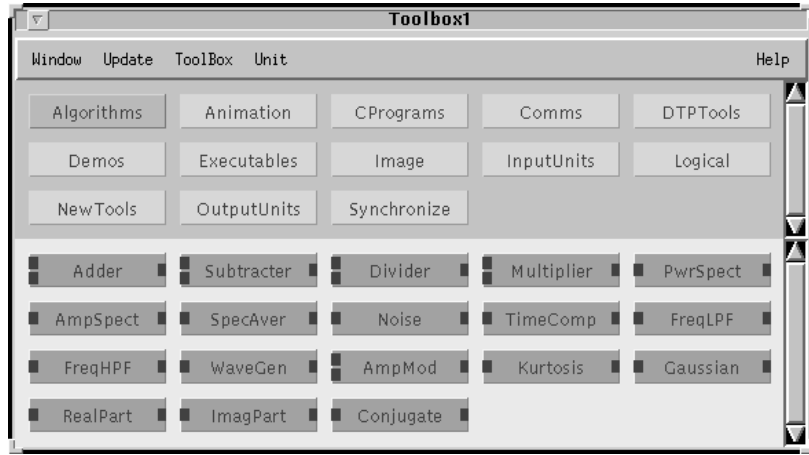 Toolbox1
Window Update ToolBox Unit Help
Algorithms Animation CPrograms Comms DTPTools
Demos Executables Image InputUnits Logical
NewTools OutputUnits Synchronize
Adder Subtracter Divider Multiplier PwrSpect
AmpSpect SpecAver Noise TimeComp FreqLPF
FreqHPF WaveGen AmpMod Kurtosis Gaussian
RealPart ImagPart Conjugate